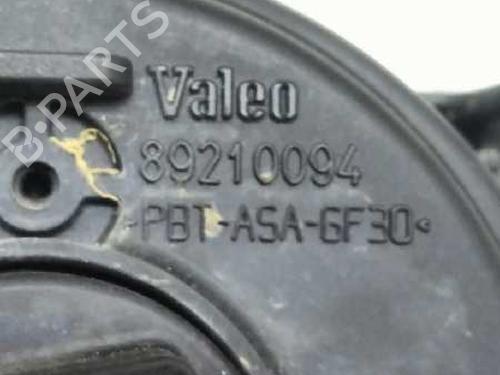 B-PARTS
Valeo
89210094
>PBT-ASA-GF30<